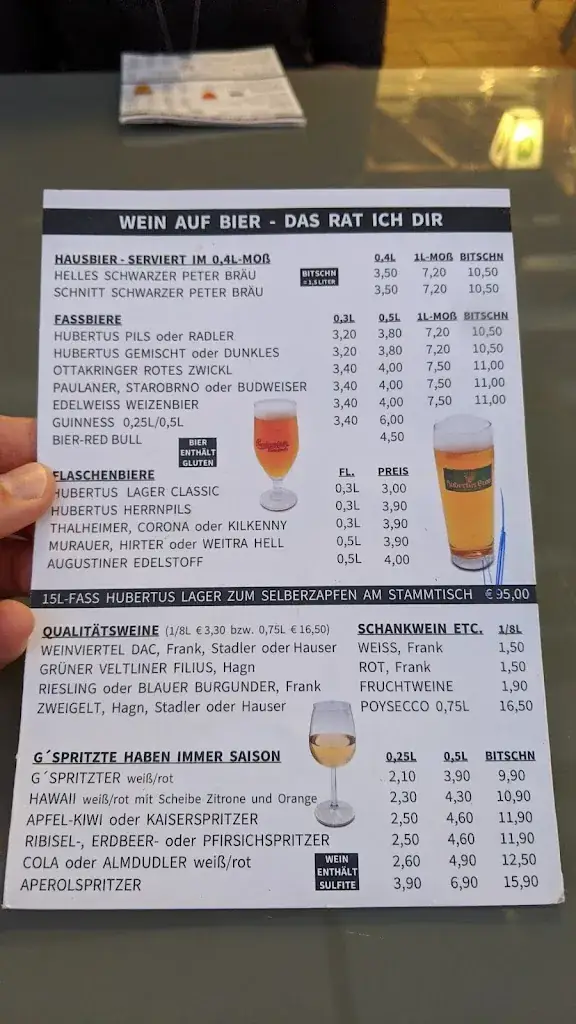 WEIN AUF BIER - DAS RAT ICH DIR
HAUSBIER - SERVIERT IM 0,4L-MOß 0,4L 1L-MOß BITSCHN
HELLES SCHWARZER PETER BRÄU 3,50 7,20 10,50
BITSCHN
= 1,5 LITER
SCHNITT SCHWARZER PETER BRÄU 3,50 7,20 10,50
FASSBIERE 0,3L 0,5L 1L-MOß BITSCHN
HUBERTUS PILS oder RADLER 3,20 3,80 7,20 10,50
HUBERTUS GEMISCHT oder DUNKLES 3,20 3,80 7,20 10,50
OTTAKRINGER ROTES ZWICKL 3,40 4,00 7,50 11,00
PAULANER, STAROBRNO oder BUDWEISER 3,40 4,00 7,50 11,00
EDELWEISS WEIZENBIER 3,40 4,00 7,50 11,00
GUINNESS 0,25L/0,5L 3,40 6,00
BIER-RED BULL 4,50
BIER
ENTHÄLT
GLUTEN
FLASCHENBIERE FL. PREIS
HUBERTUS LAGER CLASSIC 0,3L 3,00
HUBERTUS HERRNPILS 0,3L 3,90
THALHEIMER, CORONA oder KILKENNY 0,3L 3,90
MURAUER, HIRTER oder WEITRA HELL 0,5L 3,90
AUGUSTINER EDELSTOFF 0,5L 4,00
Hubertus Bräu
15L-FASS HUBERTUS LAGER ZUM SELBERZAPFEN AM STAMMTISCH € 95,00
QUALITÄTSWEINE (1/8L € 3,30 bzw. 0,75L € 16,50)
WEINVIERTEL DAC, Frank, Stadler oder Hauser
GRÜNER VELTLINER FILIUS, Hagn
RIESLING oder BLAUER BURGUNDER, Frank
ZWEIGELT, Hagn, Stadler oder Hauser
SCHANKWEIN ETC. 1/8L
WEISS, Frank 1,50
ROT, Frank 1,50
FRUCHTWEINE 1,90
POYSECCO 0,75L 16,50
G´SPRITZTE HABEN IMMER SAISON 0,25L 0,5L BITSCHN
G´SPRITZTER weiß/rot 2,10 3,90 9,90
HAWAII weiß/rot mit Scheibe Zitrone und Orange 2,30 4,30 10,90
APFEL-KIWI oder KAISERSPRITZER 2,50 4,60 11,90
RIBISEL-, ERDBEER- oder PFIRSICHSPRITZER 2,50 4,60 11,90
COLA oder ALMDUDLER weiß/rot 2,60 4,90 12,50
APEROLSPRITZER 3,90 6,90 15,90
WEIN
ENTHÄLT
SULFITE